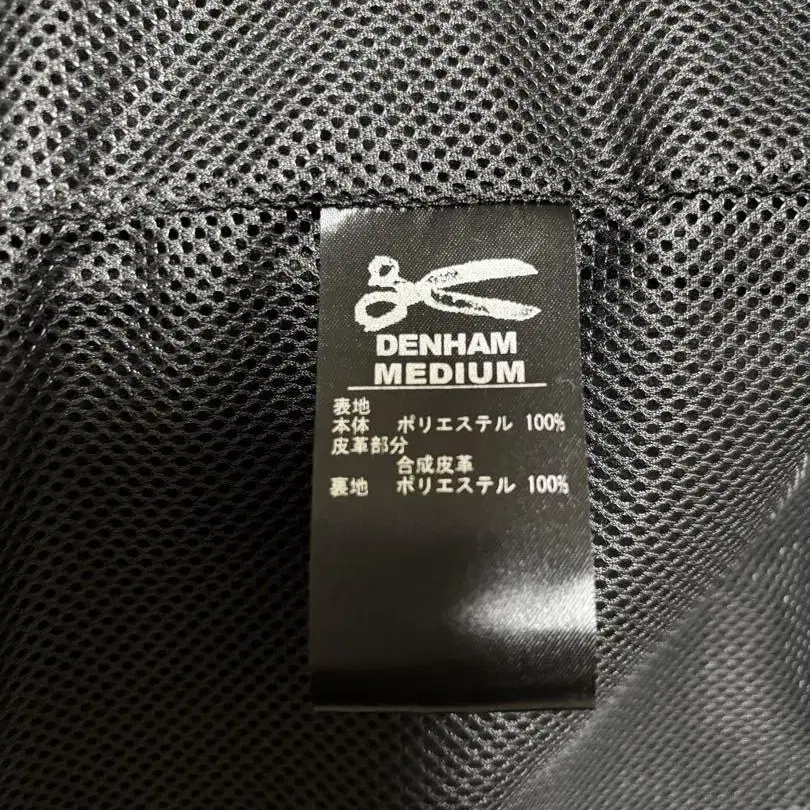 DENHAM
MEDIUM
表地
本体 ポリエステル 100%
皮革部分
合成皮革
裏地 ポリエステル 100%